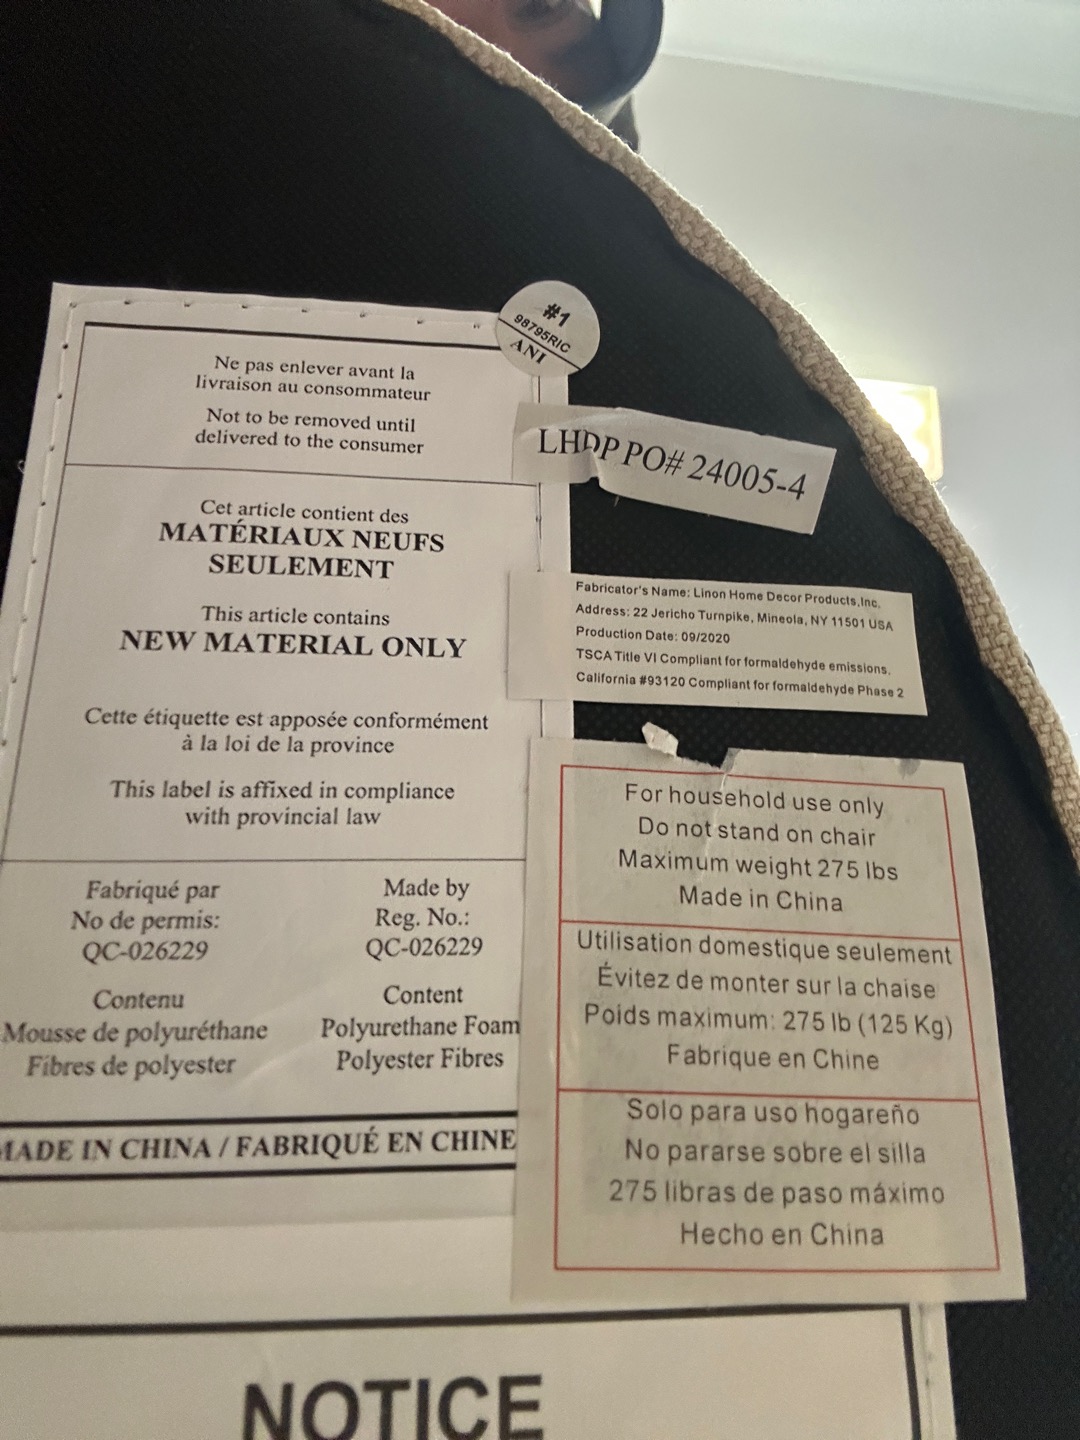 #1
98795RIC
ANI
Ne pas enlever avant la
livraison au consommateur
Not to be removed until
delivered to the consumer
Cet article contient des
MATÉRIAUX NEUFS
SEULEMENT
This article contains
NEW MATERIAL ONLY
Cette étiquette est apposée conformément
à la loi de la province
This label is affixed in compliance
with provincial law
Fabriqué par
No de permis:
QC-026229
Contenu
Mousse de polyuréthane
Fibres de polyester
Made by
Reg. No.:
QC-026229
Content
Polyurethane Foam
Polyester Fibres
MADE IN CHINA / FABRIQUÉ EN CHINE
NOTICE
LHDP PO# 24005-4
Fabricator's Name: Linon Home Decor Products,Inc.
Address: 22 Jericho Turnpike, Mineola, NY 11501 USA
Production Date: 09/2020
TSCA Title VI Compliant for formaldehyde emissions.
California #93120 Compliant for formaldehyde Phase 2
For household use only
Do not stand on chair
Maximum weight 275 lbs
Made in China
Utilisation domestique seulement
Évitez de monter sur la chaise
Poids maximum: 275 lb (125 Kg)
Fabrique en Chine
Solo para uso hogareño
No pararse sobre el silla
275 libras de paso máximo
Hecho en China